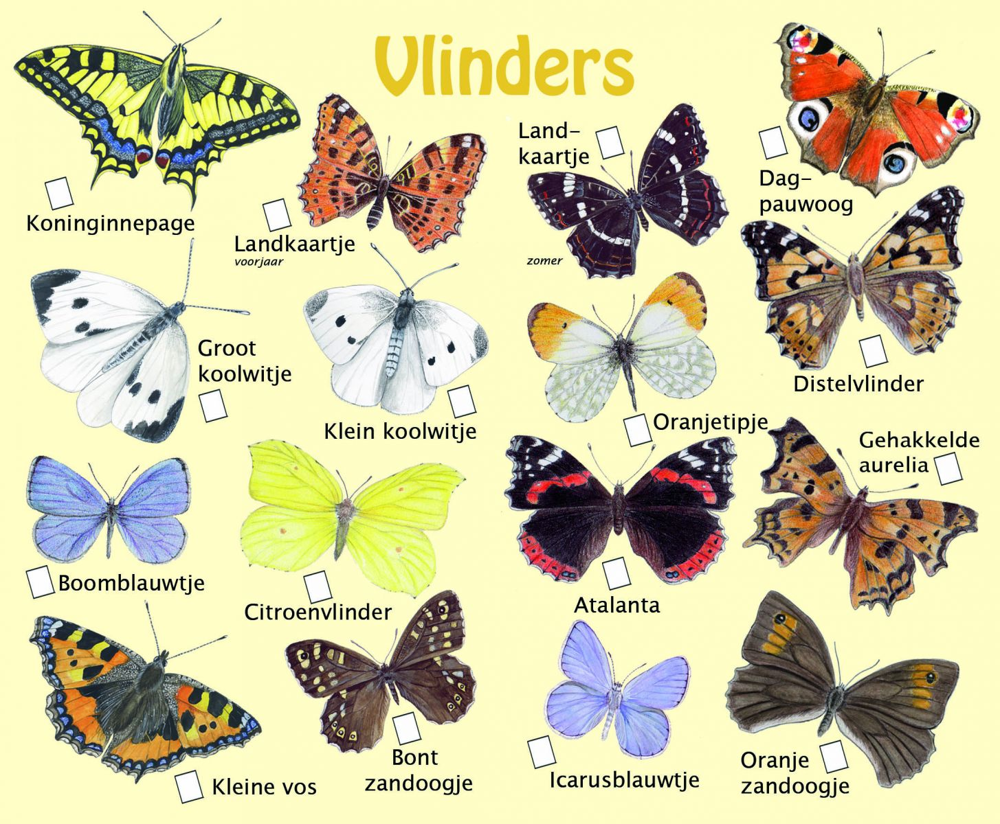 Vlinders
Koninginnepage
Landkaartje
voorjaar
Land-
kaartje
zomer
Dag-
pauwoog
Groot
koolwitje
Klein koolwitje
Oranjetipje
Distelvlinder
Boomblauwtje
Citroenvlinder
Atalanta
Gehakkelde
aurelia
Kleine vos
Bont
zandoogje
Icarusblauwtje
Oranje
zandoogje